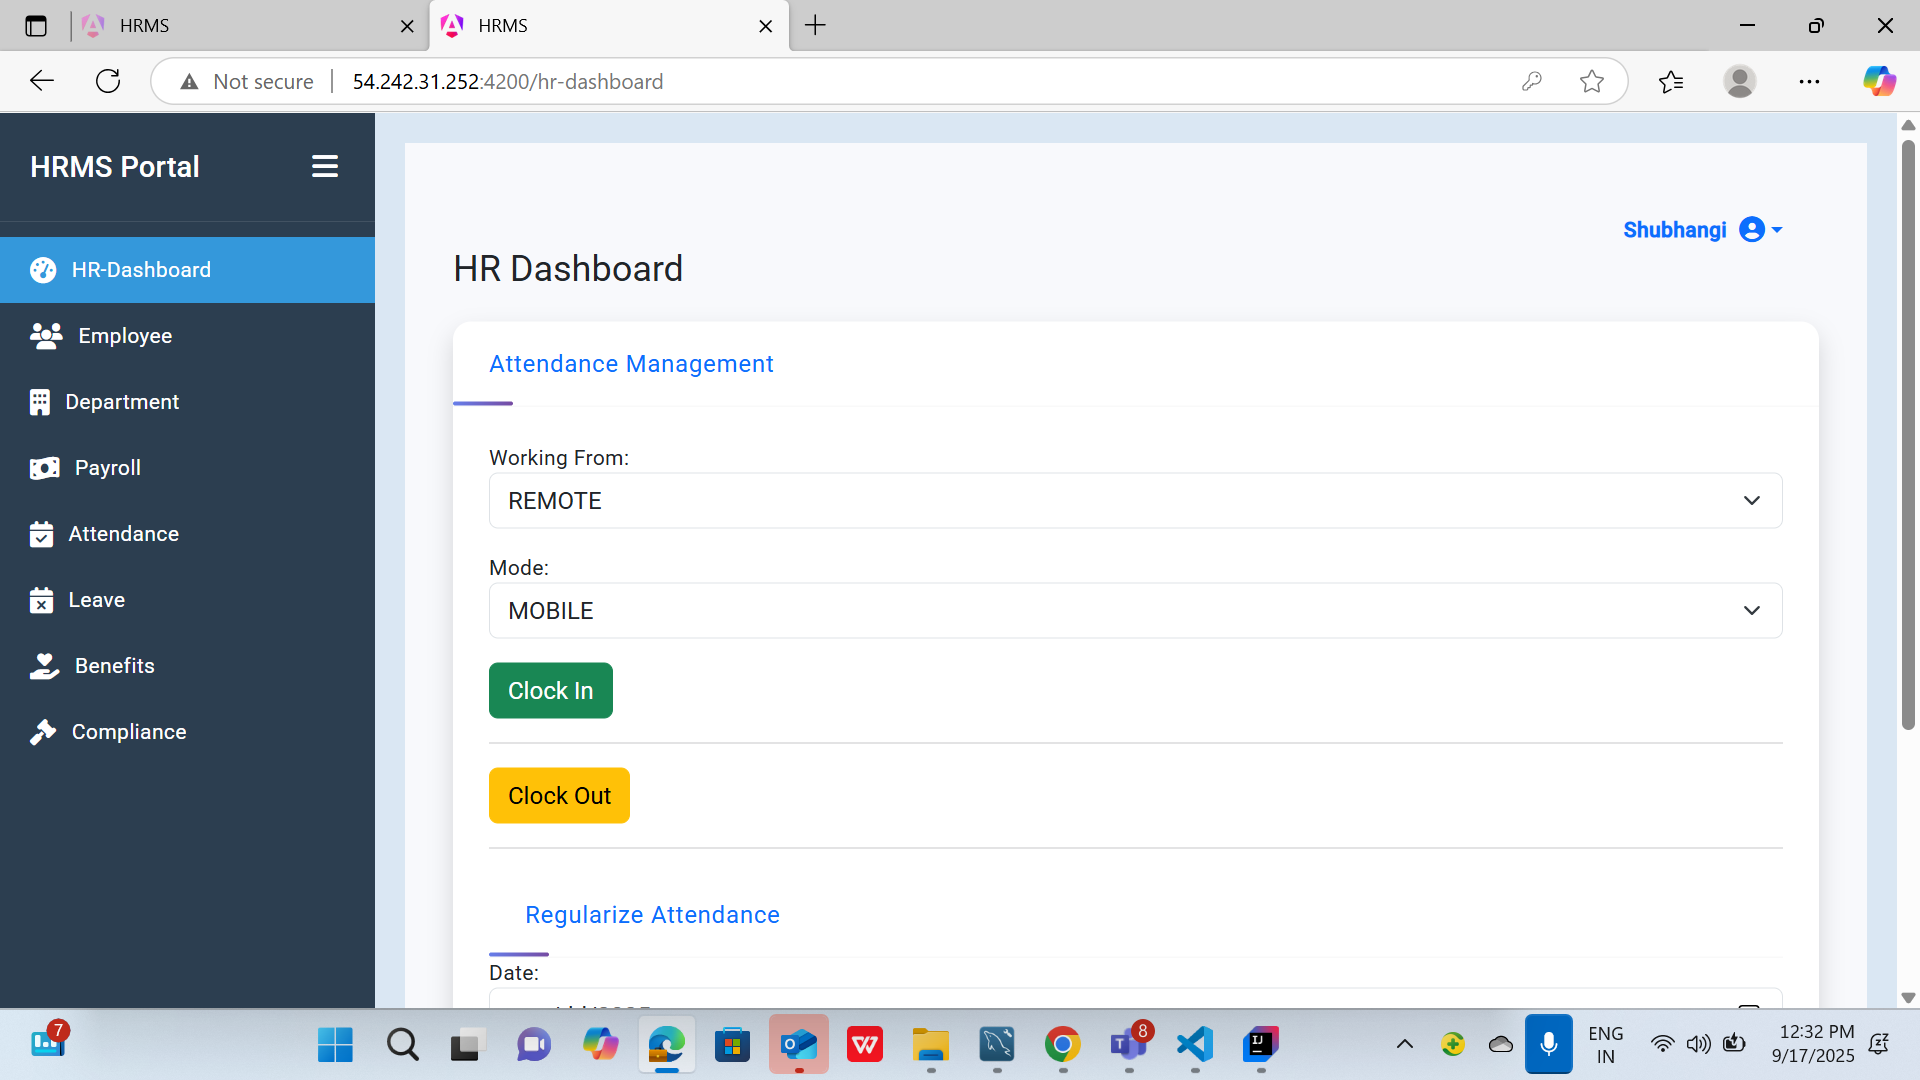 HRMS
HRMS
Not secure
54.242.31.252:4200/hr-dashboard
HRMS Portal
HR-Dashboard
Employee
Department
Payroll
Attendance
Leave
Benefits
Compliance
Shubhangi
HR Dashboard
Attendance Management
Working From:
REMOTE
Mode:
MOBILE
Clock In
Clock Out
Regularize Attendance
Date:
7
8
ENG
IN
12:32 PM
9/17/2025